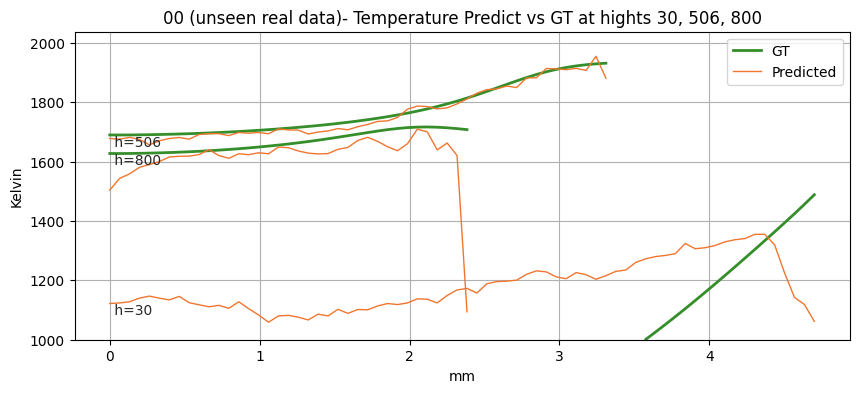 00 (unseen real data)- Temperature Predict vs GT at hights 30, 506, 800
GT
Predicted
2000
1800
1600
1400
1200
1000
Kelvin
h=506
h=800
h=30
0 1 2 3 4
mm